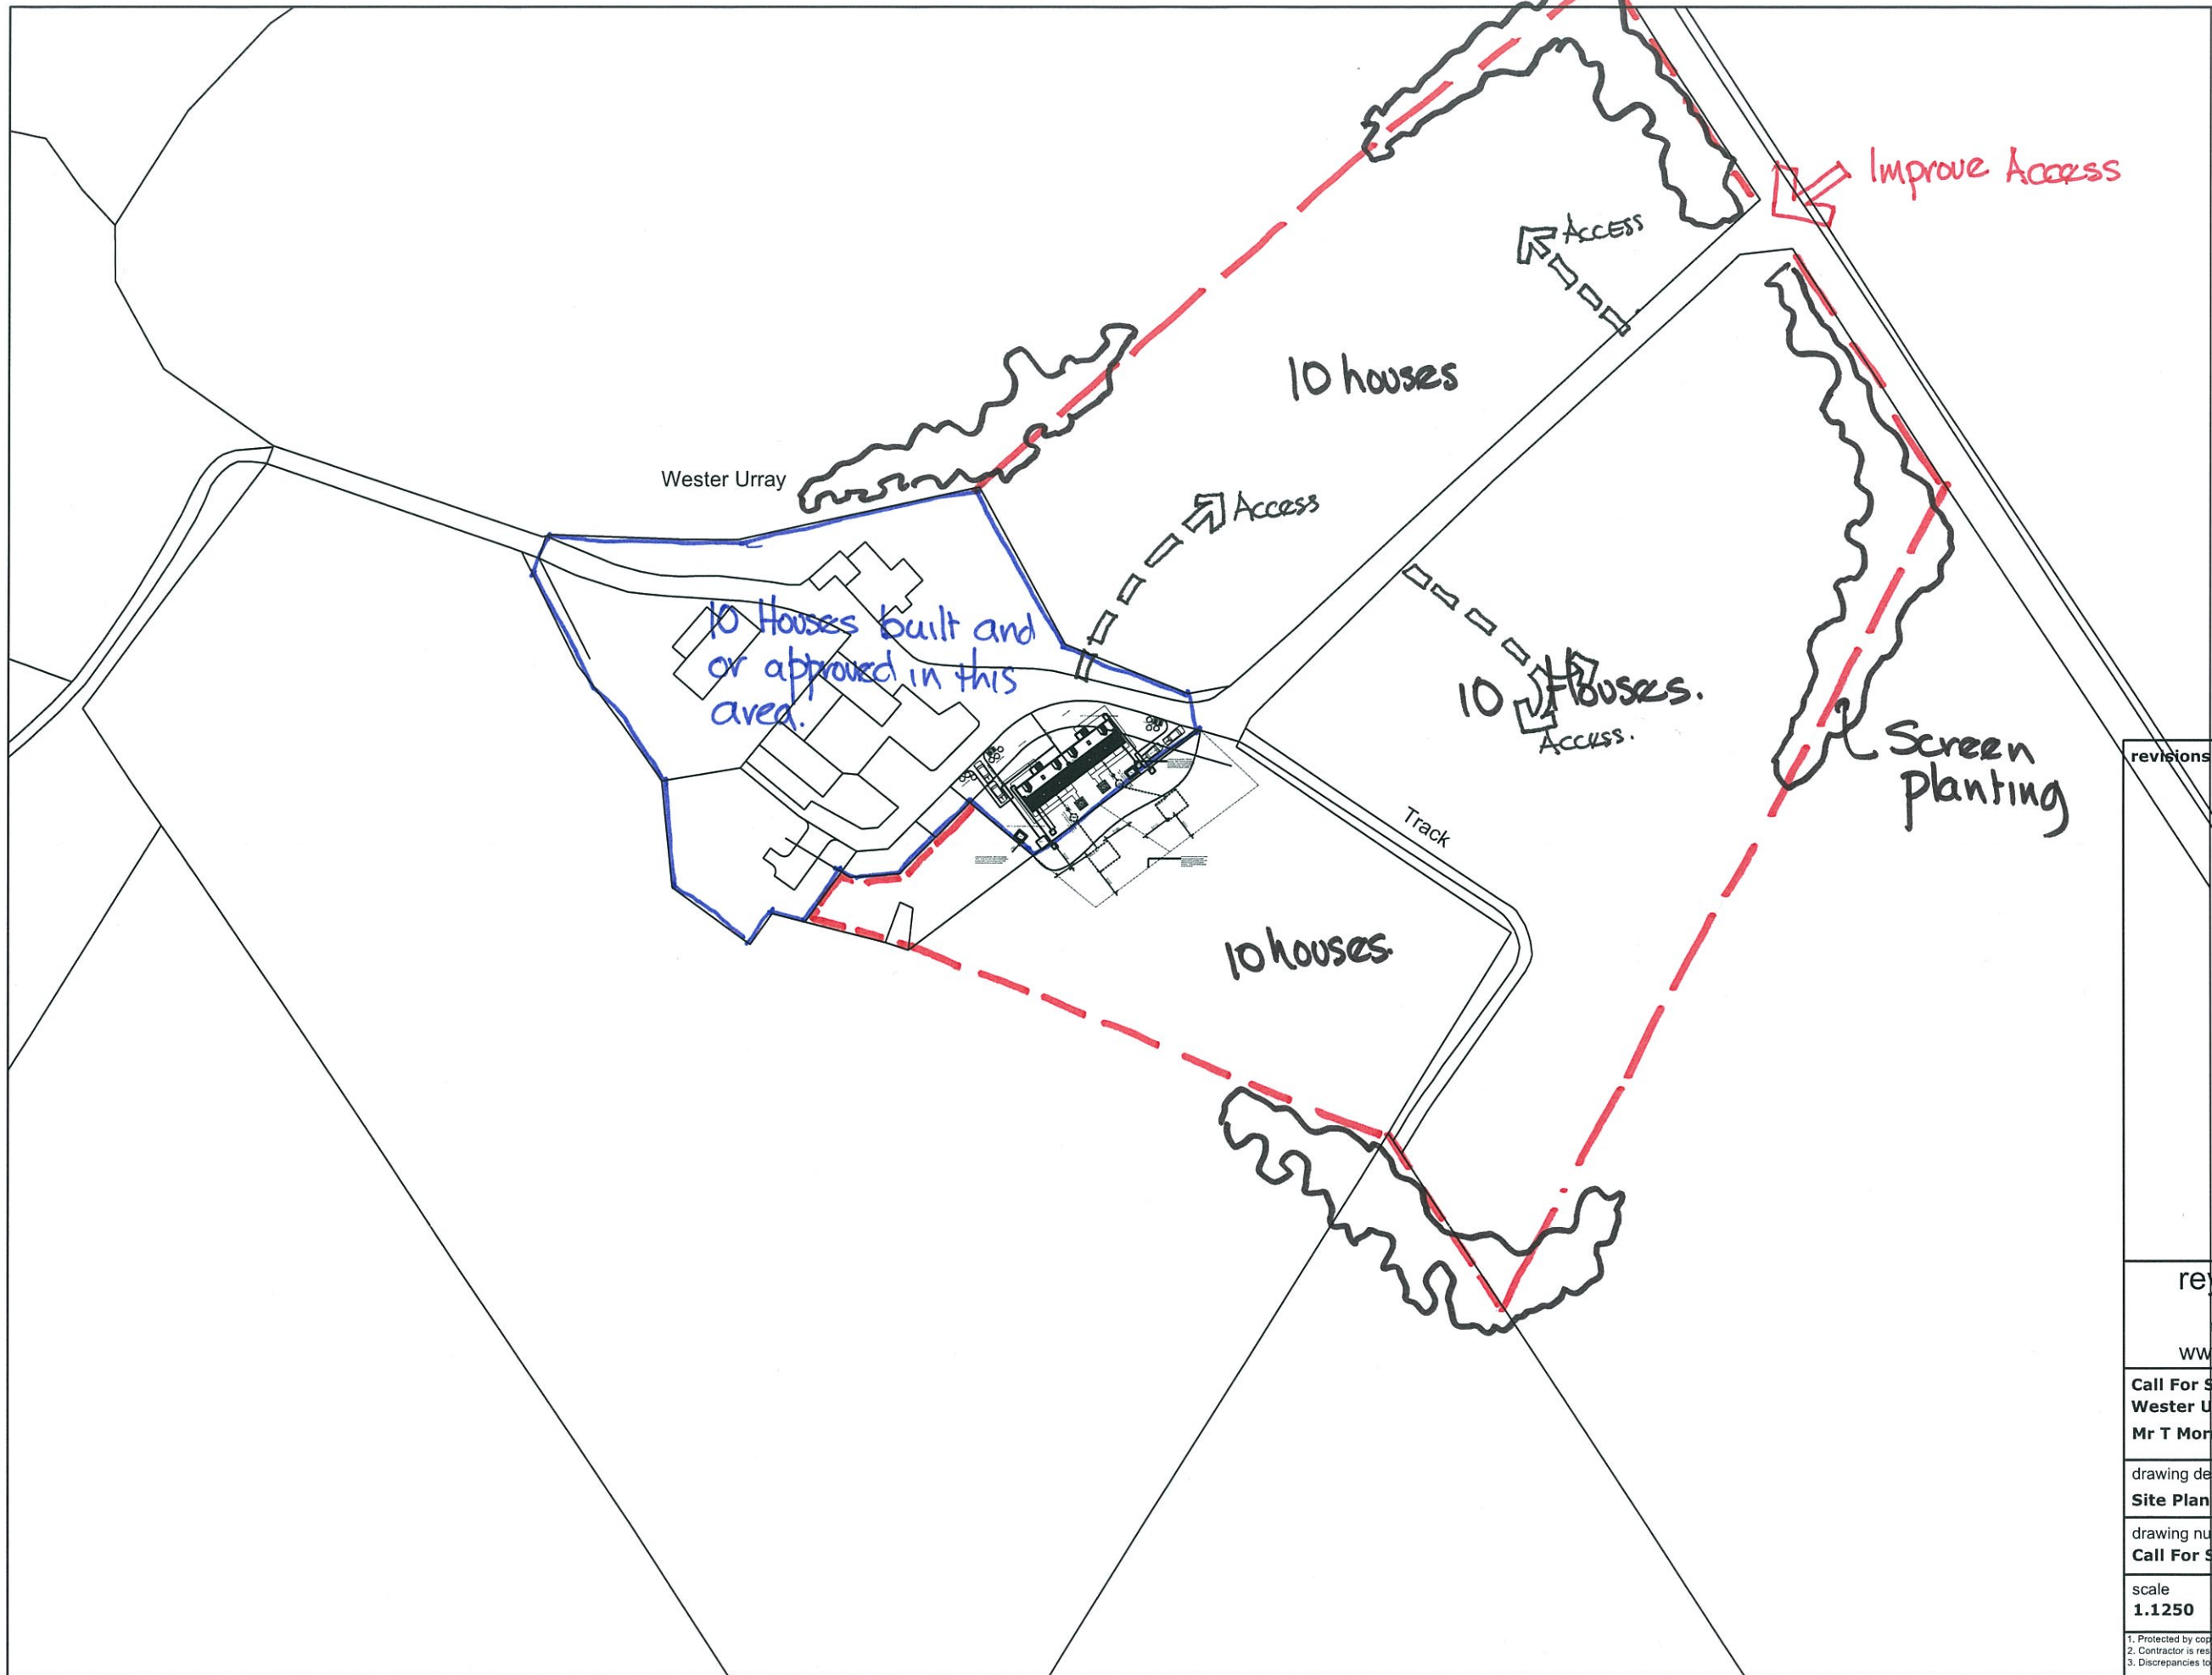 Improve Access
Access
10 houses
Wester Urray
Access
10 Houses built and
or approved in this
area.
10 Houses.
Access.
Screen
planting
Track
10 houses.
revisions
Call For
Wester U
Mr T Mor
drawing de
Site Plan
drawing nu
Call For
scale
1.1250
1. Protected by cop
2. Contractor is res
3. Discrepancies to